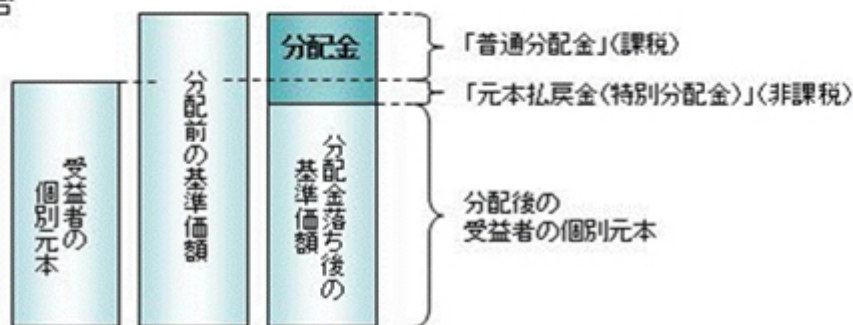 分配金
「普通分配金」(課税)
「元本払戻金(特別分配金)」(非課税)
受益者の
個別元本
分配前の基準価額
分配金落ち後の
基準価額
分配後の
受益者の個別元本